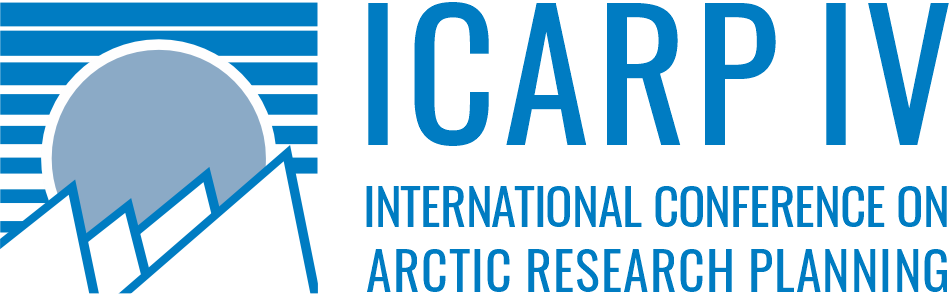 ICARP IV
INTERNATIONAL CONFERENCE ON
ARCTIC RESEARCH PLANNING